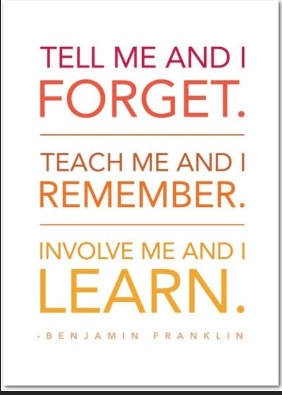 TELL ME AND I
FORGET.
TEACH ME AND I
REMEMBER.
INVOLVE ME AND I
LEARN.
-BENJAMIN FRANKLIN